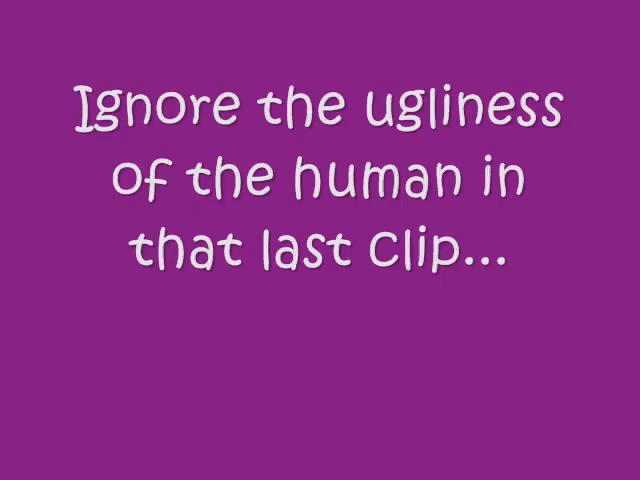 Ignore the ugliness
of the human in
that last clip...